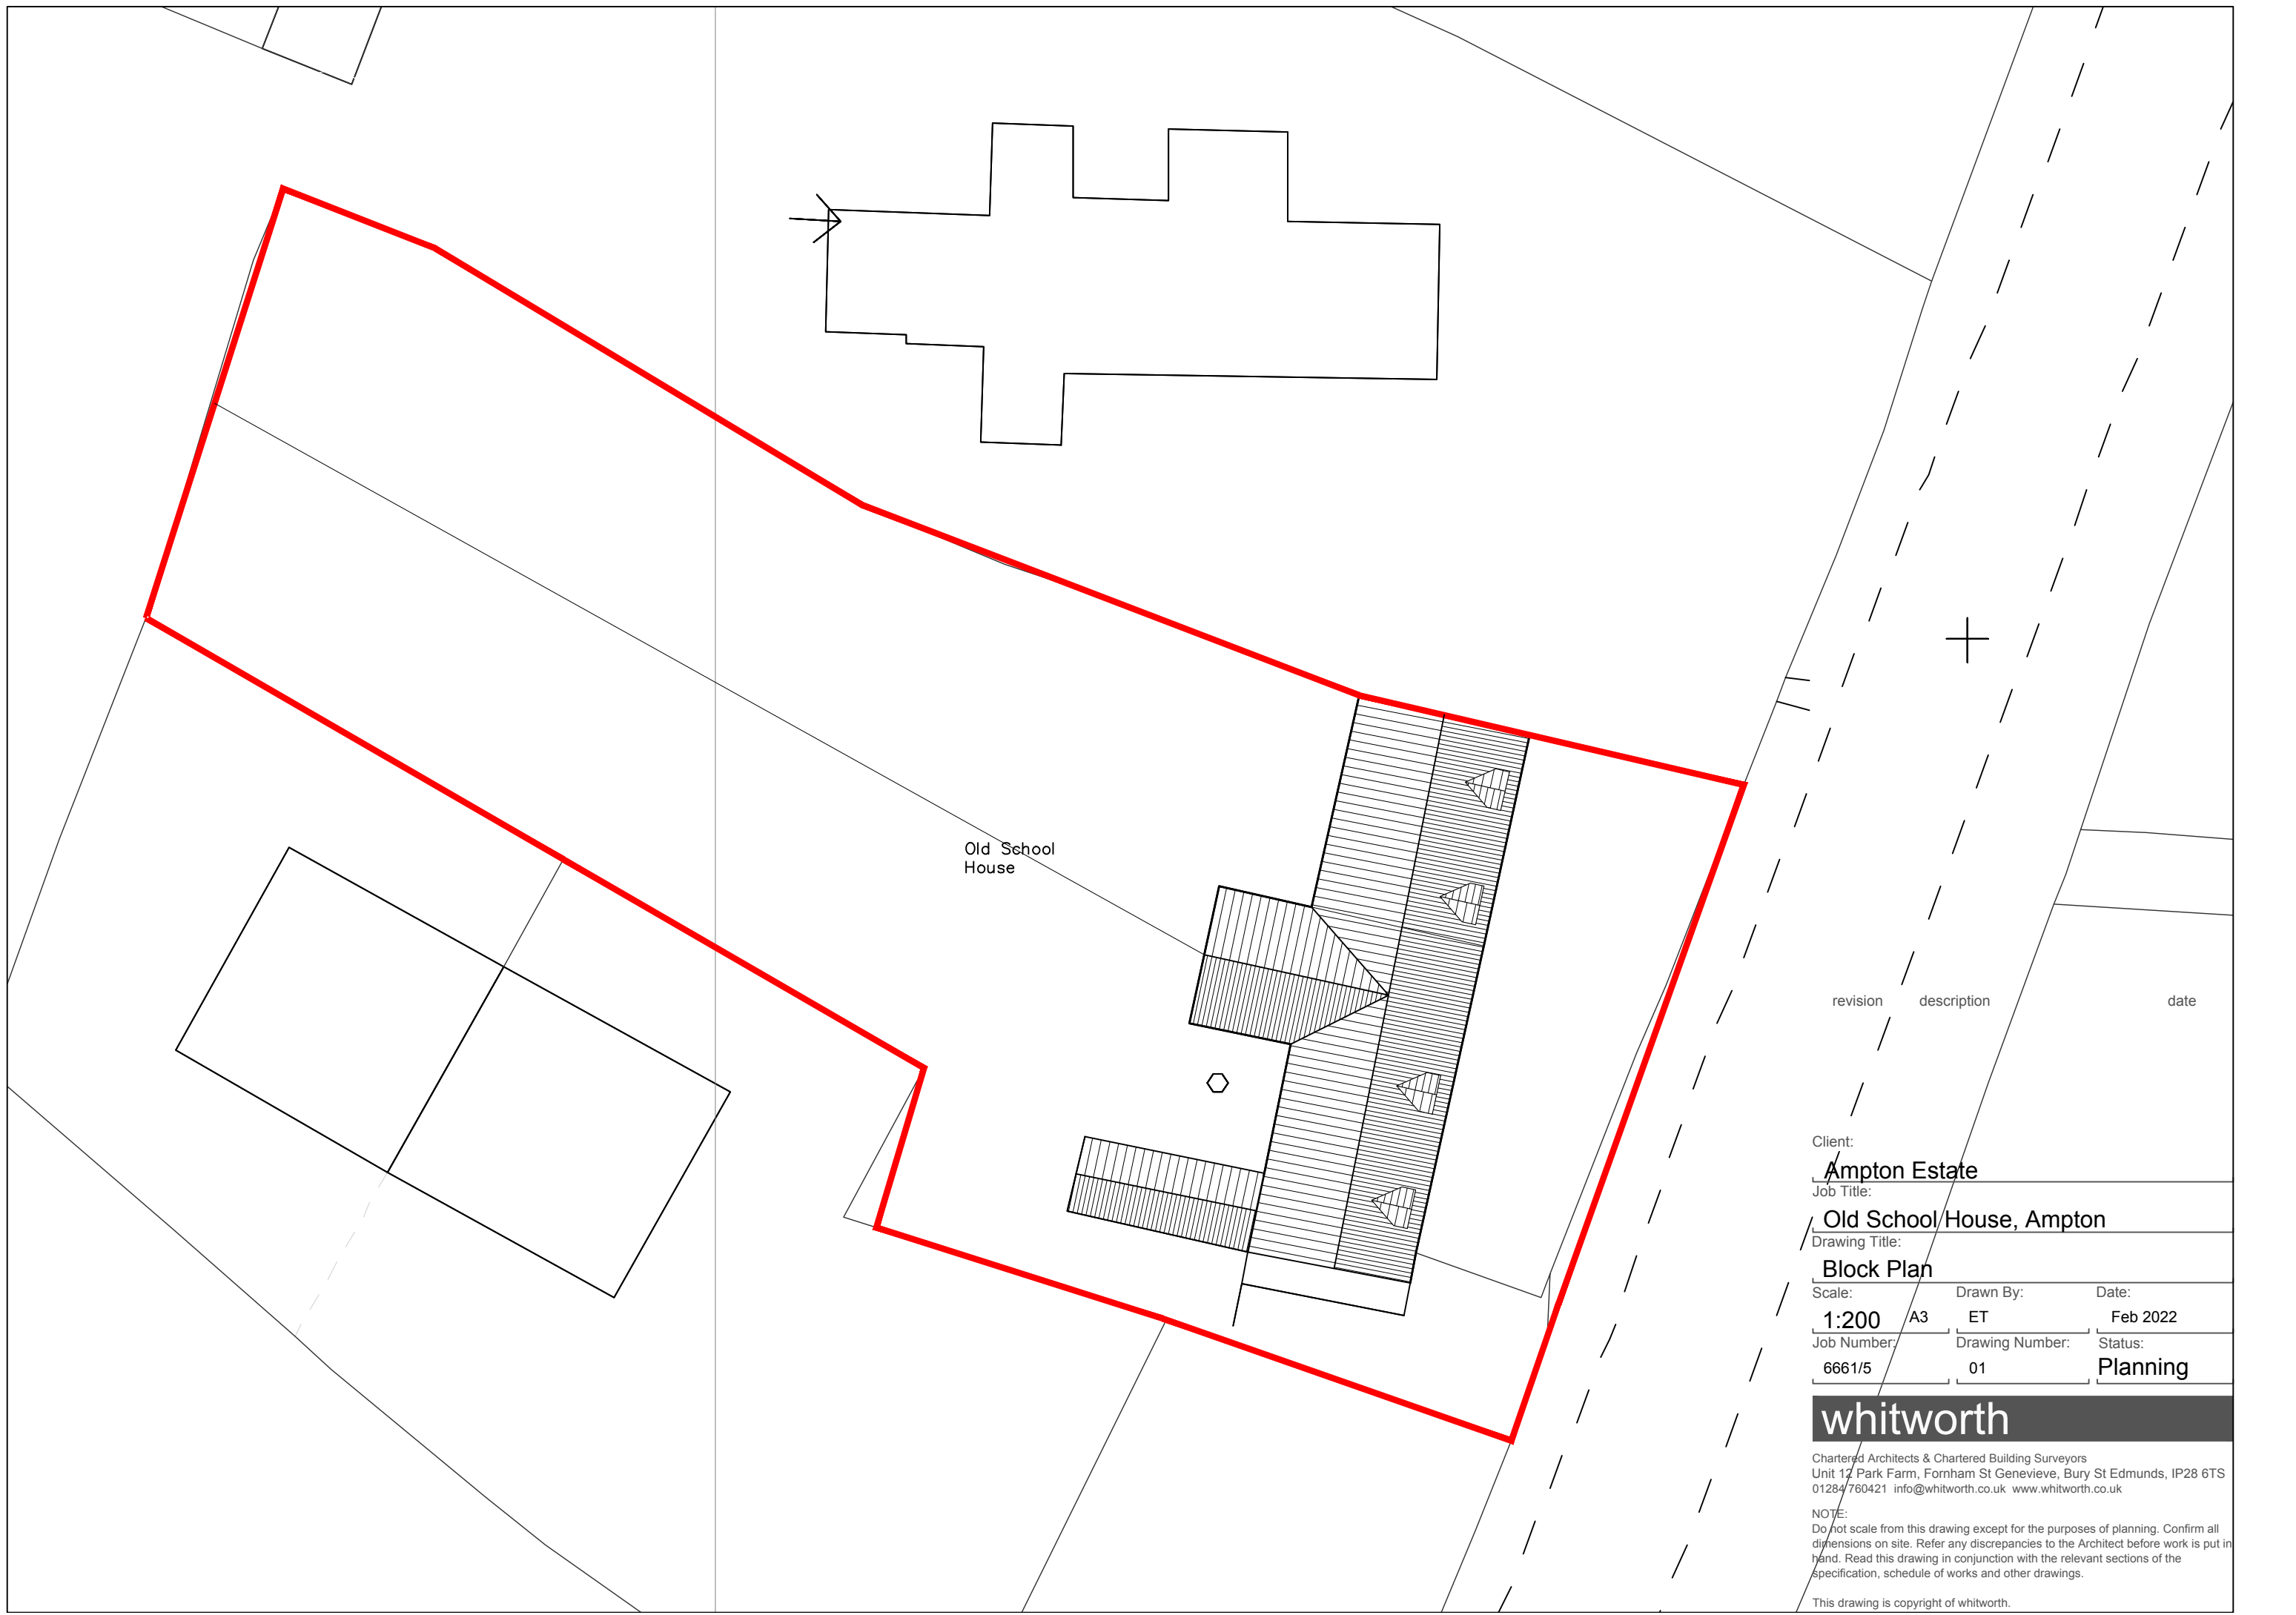 Old School
House
revision description date
Client:
Ampton Estate
Job Title:
Old School House, Ampton
Drawing Title:
Block Plan
Scale: Drawn By: Date:
1:200 A3 ET Feb 2022
Job Number: Drawing Number: Status:
6661/5 01 Planning
whitworth
Chartered Architects & Chartered Building Surveyors
Unit 12 Park Farm, Fornham St Genevieve, Bury St Edmunds, IP28 6TS
01284 760421 info@whitworth.co.uk www.whitworth.co.uk
NOTE:
Do not scale from this drawing except for the purposes of planning. Confirm all
dimensions on site. Refer any discrepancies to the Architect before work is put in
hand. Read this drawing in conjunction with the relevant sections of the
specification, schedule of works and other drawings.
This drawing is copyright of whitworth.